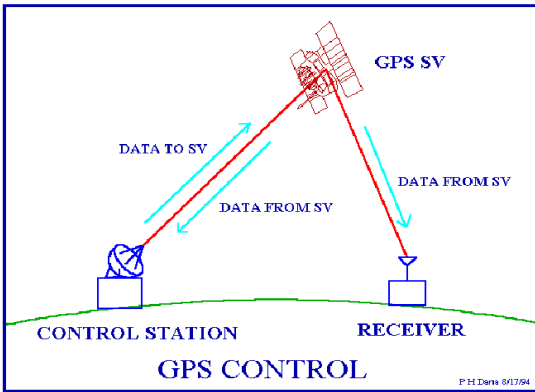 GPS SV
DATA TO SV
DATA FROM SV
DATA FROM SV
CONTROL STATION
RECEIVER
GPS CONTROL
P H Dana 8/17/94